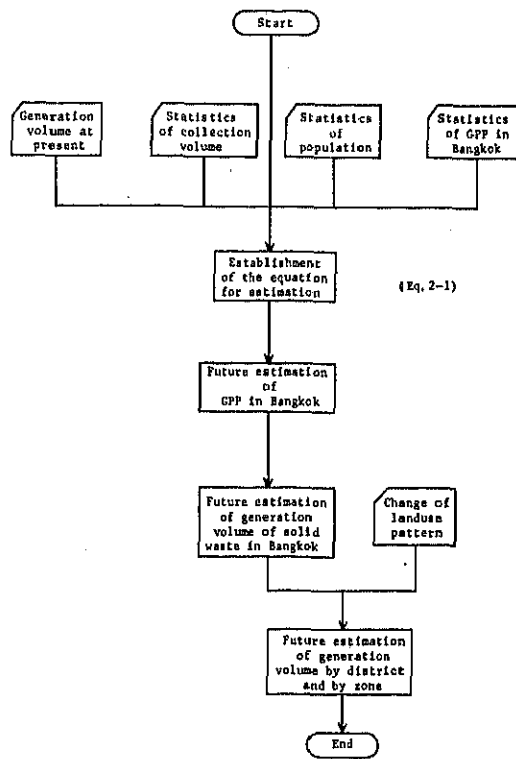 Start
Generation
volume at
present
Statistics
of collection
volume
Statistics
of
population
Statistics
of GPP in
Bangkok
Establishment
of the equation
for estimation
(Eq. 2-1)
Future estimation
of
GPP in Bangkok
Future estimation
of generation
volume of solid
waste in Bangkok
Change of
landuse
pattern
Future estimation
of generation
volume by district
and by zone
End